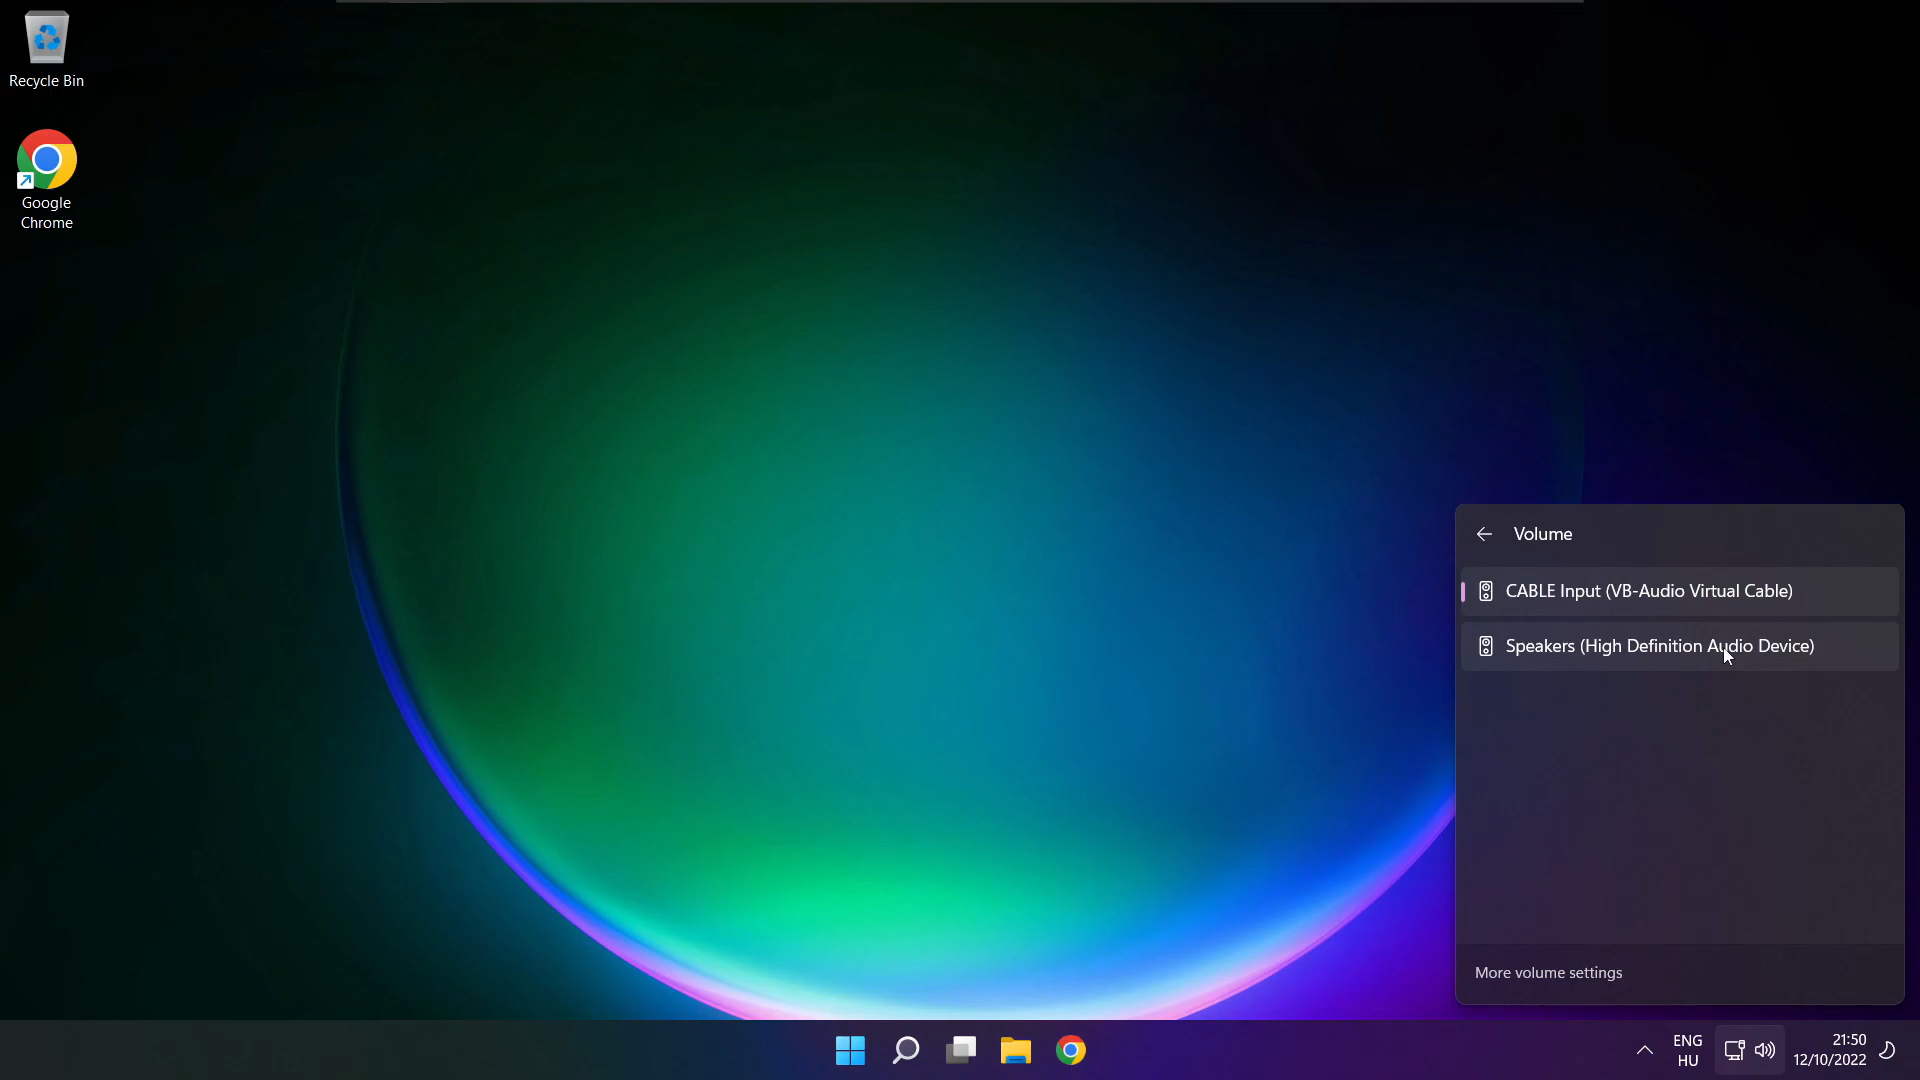 Recycle Bin
Google
Chrome
Volume
CABLE Input (VB-Audio Virtual Cable)
Speakers (High Definition Audio Device)
More volume settings
ENG
HU
21:50
12/10/2022